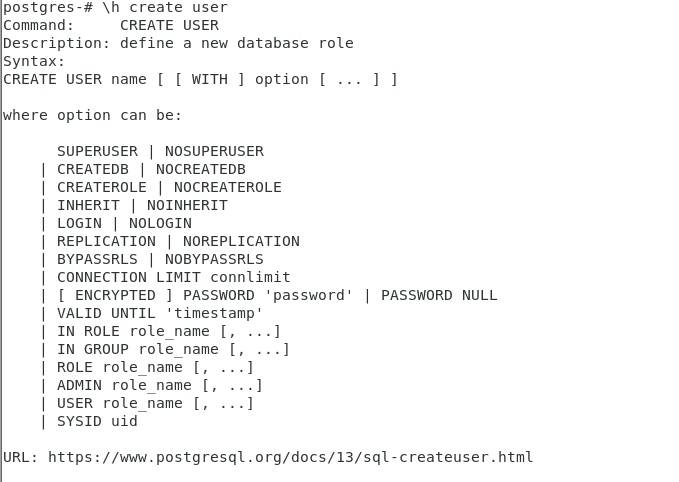 postgres-# \h create user
Command:     CREATE USER
Description: define a new database role
Syntax:
CREATE USER name [ [ WITH ] option [ ... ] ]

where option can be:

      SUPERUSER | NOSUPERUSER
    | CREATEDB | NOCREATEDB
    | CREATEROLE | NOCREATEROLE
    | INHERIT | NOINHERIT
    | LOGIN | NOLOGIN
    | REPLICATION | NOREPLICATION
    | BYPASSRLS | NOBYPASSRLS
    | CONNECTION LIMIT connlimit
    | [ ENCRYPTED ] PASSWORD 'password' | PASSWORD NULL
    | VALID UNTIL 'timestamp'
    | IN ROLE role_name [, ...]
    | IN GROUP role_name [, ...]
    | ROLE role_name [, ...]
    | ADMIN role_name [, ...]
    | USER role_name [, ...]
    | SYSID uid

URL: https://www.postgresql.org/docs/13/sql-createuser.html